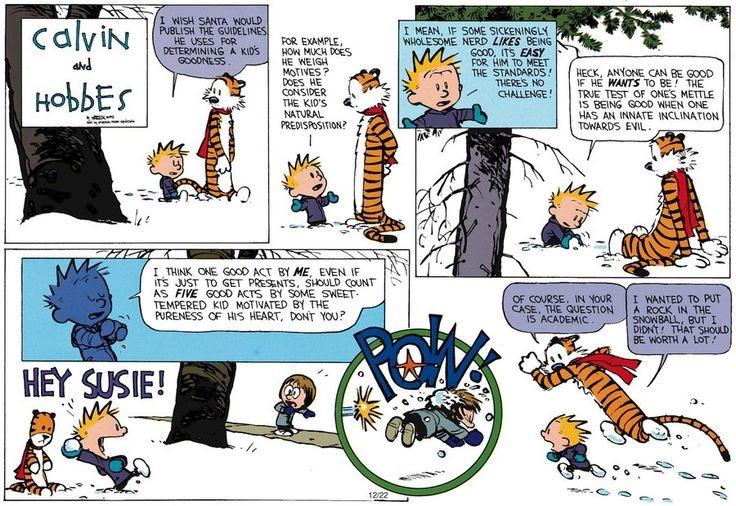 CALVIN
AND
HOBBES
I WISH SANTA WOULD
PUBLISH THE GUIDELINES
HE USES FOR
DETERMINING A KID'S
GOODNESS.
FOR EXAMPLE,
HOW MUCH DOES
HE WEIGH
MOTIVES?
DOES HE
CONSIDER
THE KID'S
NATURAL
PREDISPOSITION?
I MEAN, IF SOME SICKENINGLY
WHOLESOME NERD LIKES BEING
GOOD, IT'S EASY
FOR HIM TO MEET
THE STANDARDS!
THERE'S NO
CHALLENGE!
HECK, ANYONE CAN BE GOOD
IF HE WANTS TO BE! THE
TRUE TEST OF ONE'S METTLE
IS BEING GOOD WHEN ONE
HAS AN INNATE INCLINATION
TOWARDS EVIL.
I THINK ONE GOOD ACT BY ME, EVEN IF
IT'S JUST TO GET PRESENTS, SHOULD COUNT
AS FIVE GOOD ACTS BY SOME SWEET-
TEMPERED KID MOTIVATED BY THE
PURENESS OF HIS HEART, DON'T YOU?
HEY SUSIE!
POW!
12/22
OF COURSE, IN YOUR
CASE, THE QUESTION
IS ACADEMIC.
I WANTED TO PUT
A ROCK IN THE
SNOWBALL, BUT I
DIDN'T! THAT SHOULD
BE WORTH A LOT!